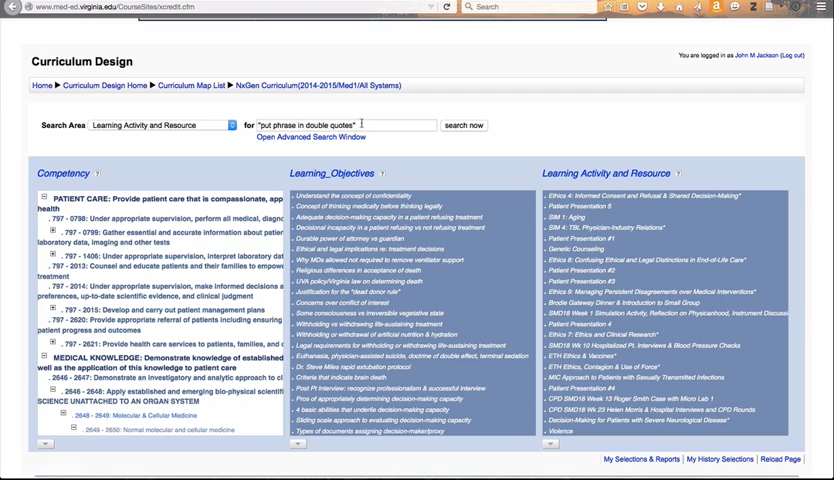 www.med-ed.virginia.edu/CourseSites/xcredit.cfm
Search
Curriculum Design
You are logged in as John M Jackson (Log out)
Home ▶ Curriculum Design Home ▶ Curriculum Map List ▶ NxGen Curriculum(2014-2015/Med1/All Systems)
Search Area Learning Activity and Resource for "put phrase in double quotes" search now
Open Advanced Search Window
Competency ?
PATIENT CARE: Provide patient care that is compassionate, app
health
. 797 - 0798: Under appropriate supervision, perform all medical, diagno
. 797 - 0799: Gather essential and accurate information about patie
laboratory data, imaging and other tests
. 797 - 1406: Under appropriate supervision, interpret laboratory dat
. 797 - 2013: Counsel and educate patients and their families to empowe
treatment
. 797 - 2014: Under appropriate supervision, make informed decisions a
preferences, up-to-date scientific evidence, and clinical judgment
. 797 - 2015: Develop and carry out patient management plans
. 797 - 2620: Provide appropriate referral of patients including ensuring
patient progress and outcomes
. 797 - 2621: Provide health care services to patients, families, and c
MEDICAL KNOWLEDGE: Demonstrate knowledge of established
well as the application of this knowledge to patient care
. 2646 - 2647: Demonstrate an investigatory and analytic approach to cl
. 2646 - 2648: Apply established and emerging bio-physical scientif
SCIENCE UNATTACHED TO AN ORGAN SYSTEM
. 2648 - 2649: Molecular & Cellular Medicine
. 2649 - 2650: Normal molecular and cellular medicine
Learning_Objectives ?
. Understand the concept of confidentiality
. Concept of thinking medically before thinking legally
. Adequate decision-making capacity in a patient refusing treatment
. Decisional incapacity in a patient refusing vs not refusing treatment
. Durable power of attorney vs guardian
. Ethical and legal implications re: treatment decisions
. Why MDs allowed not required to remove ventilator support
. Religious differences in acceptance of death
. UVA policy/Virginia law on determining death
. Justification for the "dead donor rule"
. Concerns over conflict of interest
. Some consciousness vs irreversible vegetative state
. Withholding vs withdrawing life-sustaining treatment
. Withholding or withdrawal of artificial nutrition & hydration
. Legal requirements for withholding or withdrawing life-sustaining treatment
. Euthanasia, physician-assisted suicide, doctrine of double effect, terminal sedation
. Dr. Steve Miles rapid extubation protocol
. Criteria that indicate brain death
. Post Pt Interview: recognize professionalism & successful interview
. Pros of appropriately determining decision-making capacity
. 4 basic abilities that underlie decision-making capacity
. Sliding scale approach to evaluating decision-making capacity
. Types of documents assigning decision-maker/proxy
Learning Activity and Resource ?
. Ethics 4: Informed Consent and Refusal & Shared Decision-Making*
. Patient Presentation 5
. SIM 1: Aging
. SIM 4: TBL Physician-Industry Relations*
. Patient Presentation #1
. Genetic Counseling
. Ethics 8: Confusing Ethical and Legal Distinctions in End-of-Life Care*
. Patient Presentation #2
. Patient Presentation #3
. Ethics 9: Managing Persistent Disagreements over Medical Interventions*
. Brodie Gateway Dinner & Introduction to Small Group
. SMD18 Week 1 Simulation Activity, Reflection on Physicianhood, Instrument Discuss
. Patient Presentation 4
. Ethics 7: Ethics and Clinical Research*
. SMD18 Wk 10 Hospitalized Pt. Interviews & Blood Pressure Checks
. ETH Ethics & Vaccines*
. ETH Ethics, Contagion & Use of Force*
. MIC Approach to Patients with Sexually Transmitted Infections
. Patient Presentation #4
. CPD SMD18 Week 13 Roger Smith Case with Micro Lab 1
. CPD SMD18 Wk 23 Helen Morris & Hospital Interviews and CPD Rounds
. Decision-Making for Patients with Severe Neurological Disease*
. Violence
My Selections & Reports | My History Selections | Reload Page